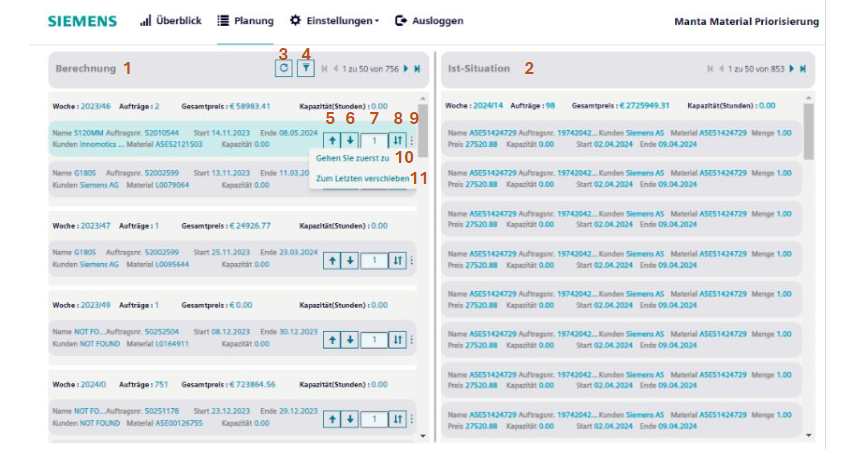 SIEMENS Überblick Planung Einstellungen Ausloggen Manta Material Priorisierung
3 4
Berechnung 1 1 zu 50 von 756
Woche : 2023/46 Aufträge : 2 Gesamtpreis : € 58983.41 Kapazität(Stunden) : 0.00
5 6 7 8 9
Name S120MM Auftragsnr. 52010544 Start 14.11.2023 Ende 08.05.2024
Kunden Innomotics ... Material A5E52121503 Kapazität 0.00 1
Gehen Sie zuerst zu 10
Zum Letzten verschieben 11
Name G180S Auftragsnr. 52002599 Start 13.11.2023 Ende 11.03.20
Kunden Siemens AG Material L0079064 Kapazität 0.00
Woche : 2023/47 Aufträge : 1 Gesamtpreis : € 24926.77 Kapazität(Stunden) : 0.00
Name G180S Auftragsnr. 52002599 Start 25.11.2023 Ende 23.03.2024
Kunden Siemens AG Material L0095644 Kapazität 0.00 1
Woche : 2023/49 Aufträge : 1 Gesamtpreis : € 0.00 Kapazität(Stunden) : 0.00
Name NOT FO...Auftragsnr. 50252504 Start 08.12.2023 Ende 30.12.2023
Kunden NOT FOUND Material L0164911 Kapazität 0.00 1
Woche : 2024/0 Aufträge : 751 Gesamtpreis : € 723864.56 Kapazität(Stunden) : 0.00
Name NOT FO...Auftragsnr. 50251178 Start 23.12.2023 Ende 29.12.2023
Kunden NOT FOUND Material A5E00126755 Kapazität 0.00 1
Ist-Situation 2 1 zu 50 von 853
Woche : 2024/14 Aufträge : 98 Gesamtpreis : € 2725949.31 Kapazität(Stunden) : 0.00
Name A5E51424729 Auftragsnr. 19742042... Kunden Siemens AS Material A5E51424729 Menge 1.00
Preis 27520.88 Kapazität 0.00 Start 02.04.2024 Ende 09.04.2024
Name A5E51424729 Auftragsnr. 19742042... Kunden Siemens AS Material A5E51424729 Menge 1.00
Preis 27520.88 Kapazität 0.00 Start 02.04.2024 Ende 09.04.2024
Name A5E51424729 Auftragsnr. 19742042... Kunden Siemens AS Material A5E51424729 Menge 1.00
Preis 27520.88 Kapazität 0.00 Start 02.04.2024 Ende 09.04.2024
Name A5E51424729 Auftragsnr. 19742042... Kunden Siemens AS Material A5E51424729 Menge 1.00
Preis 27520.88 Kapazität 0.00 Start 02.04.2024 Ende 09.04.2024
Name A5E51424729 Auftragsnr. 19742042... Kunden Siemens AS Material A5E51424729 Menge 1.00
Preis 27520.88 Kapazität 0.00 Start 02.04.2024 Ende 09.04.2024
Name A5E51424729 Auftragsnr. 19742042... Kunden Siemens AS Material A5E51424729 Menge 1.00
Preis 27520.88 Kapazität 0.00 Start 02.04.2024 Ende 09.04.2024
Name A5E51424729 Auftragsnr. 19742042... Kunden Siemens AS Material A5E51424729 Menge 1.00
Preis 27520.88 Kapazität 0.00 Start 02.04.2024 Ende 09.04.2024
Name A5E51424729 Auftragsnr. 19742042... Kunden Siemens AS Material A5E51424729 Menge 1.00
Preis 27520.88 Kapazität 0.00 Start 02.04.2024 Ende 09.04.2024